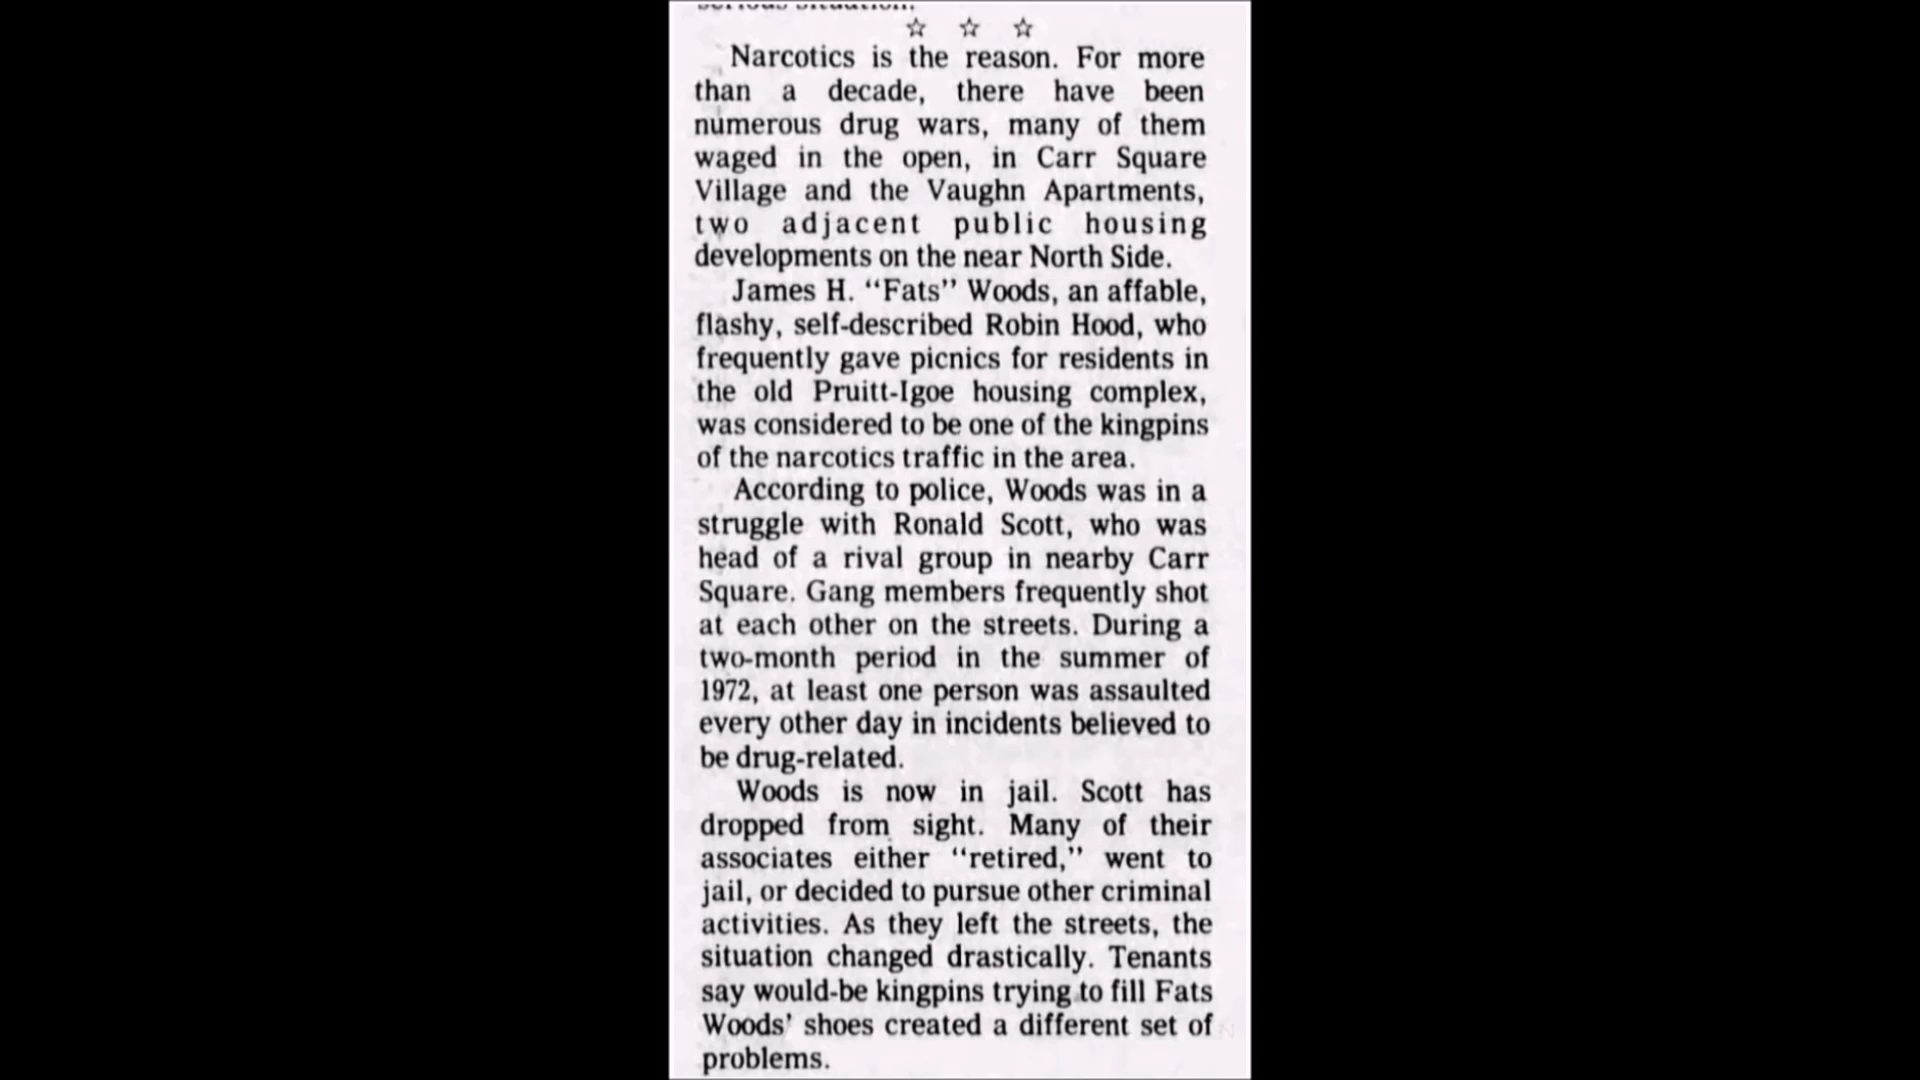 serious situation.
☆ ☆ ☆
Narcotics is the reason. For more
than a decade, there have been
numerous drug wars, many of them
waged in the open, in Carr Square
Village and the Vaughn Apartments,
two adjacent public housing
developments on the near North Side.
James H. “Fats” Woods, an affable,
flashy, self-described Robin Hood, who
frequently gave picnics for residents in
the old Pruitt-Igoe housing complex,
was considered to be one of the kingpins
of the narcotics traffic in the area.
According to police, Woods was in a
struggle with Ronald Scott, who was
head of a rival group in nearby Carr
Square. Gang members frequently shot
at each other on the streets. During a
two-month period in the summer of
1972, at least one person was assaulted
every other day in incidents believed to
be drug-related.
Woods is now in jail. Scott has
dropped from sight. Many of their
associates either “retired,” went to
jail, or decided to pursue other criminal
activities. As they left the streets, the
situation changed drastically. Tenants
say would-be kingpins trying to fill Fats
Woods’ shoes created a different set of
problems.